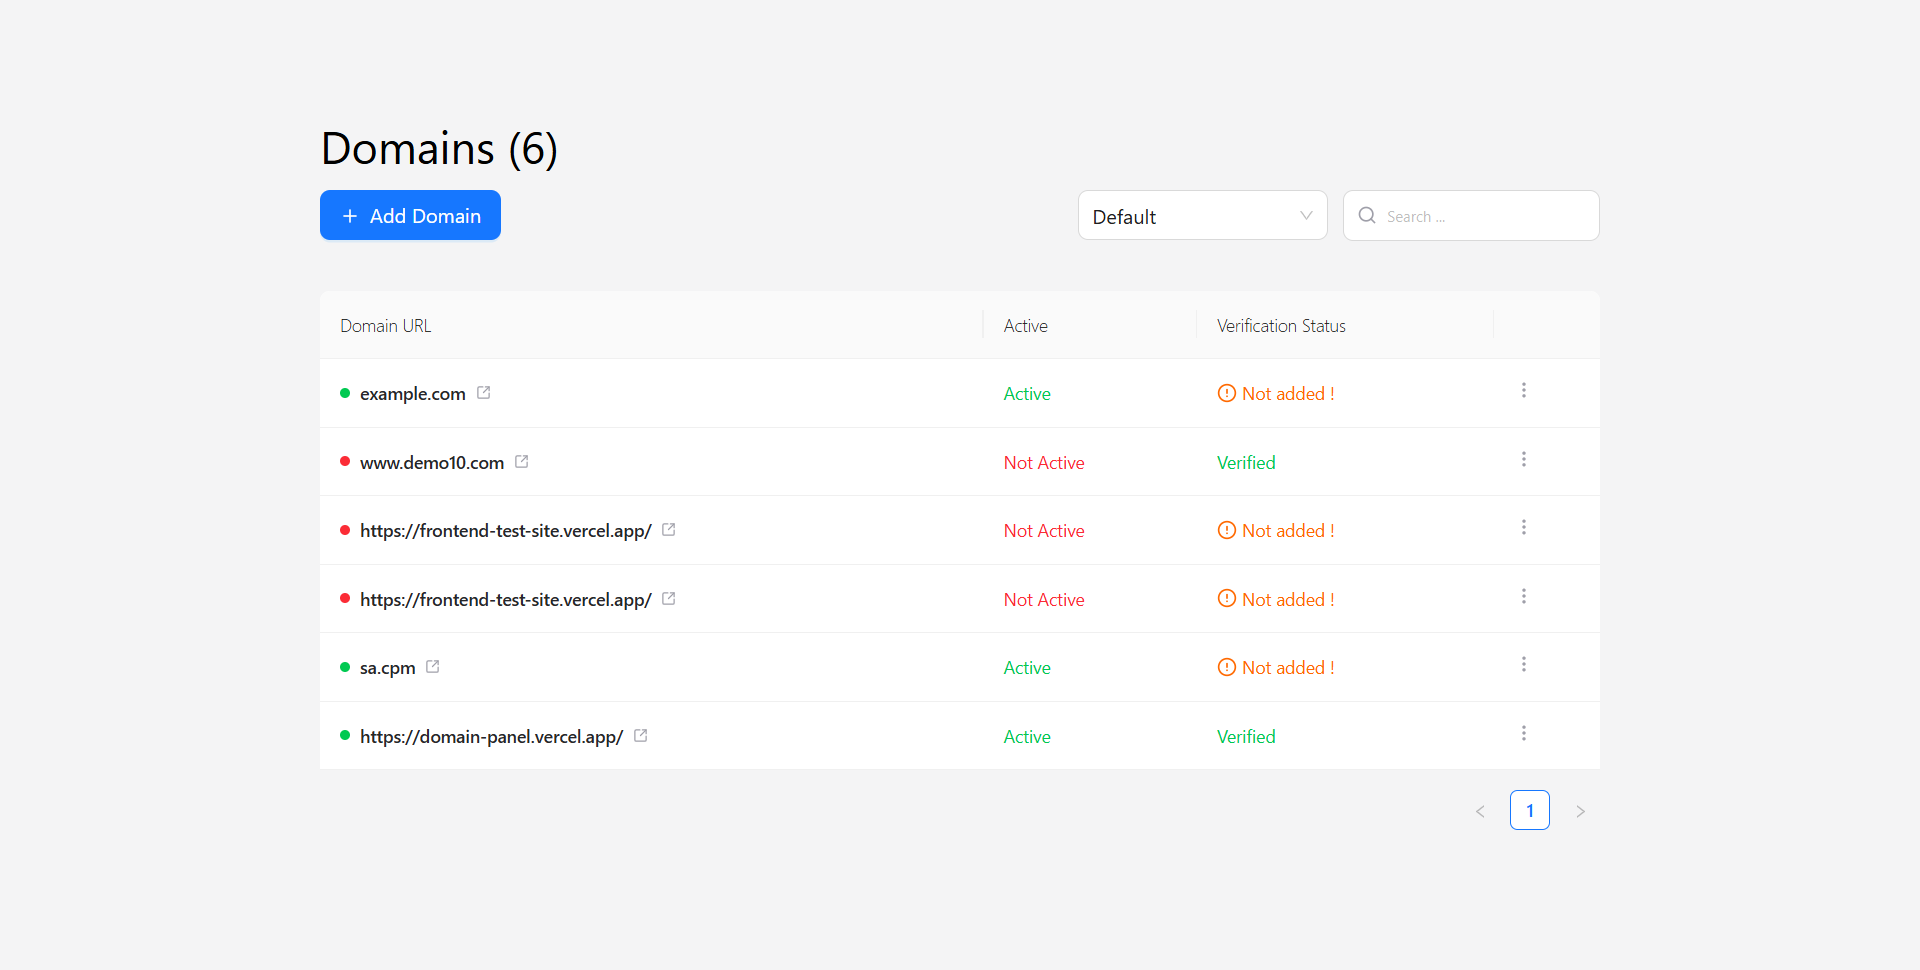 Domains (6)
Add Domain
Default
Search ...
Domain URL Active Verification Status
example.com Active Not added !
www.demo10.com Not Active Verified
https://frontend-test-site.vercel.app/ Not Active Not added !
https://frontend-test-site.vercel.app/ Not Active Not added !
sa.cpm Active Not added !
https://domain-panel.vercel.app/ Active Verified
1